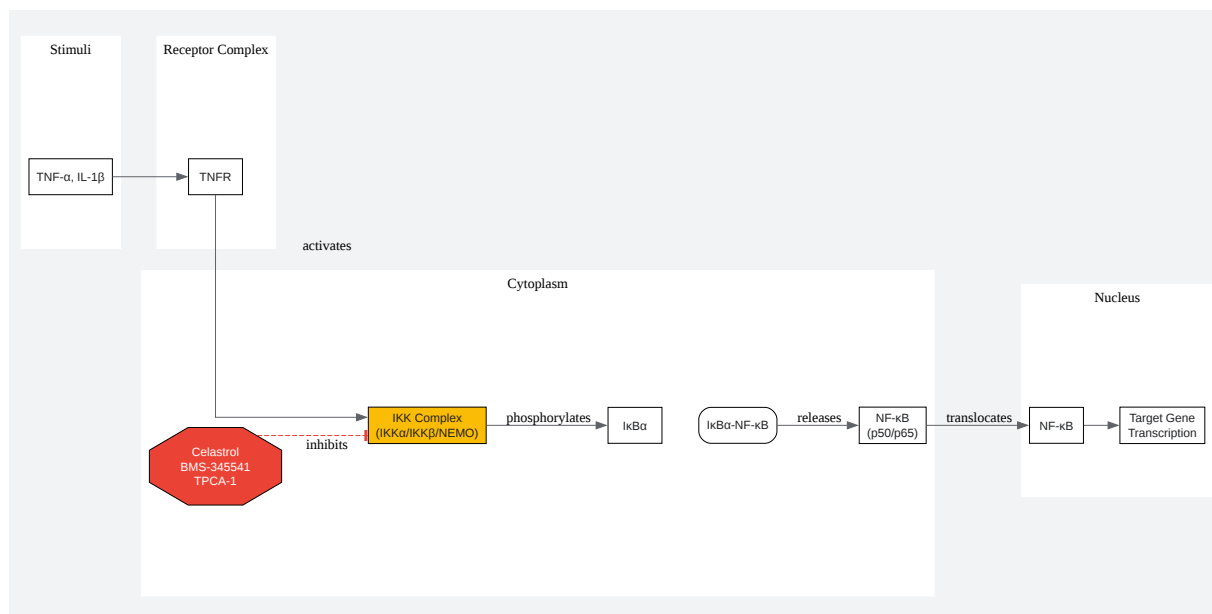 Stimuli
Receptor Complex
TNF-α, IL-1β
TNFR
activates
Cytoplasm
Nucleus
IKK Complex
(IKKα/IKKβ/NEMO)
phosphorylates
IκBα
IκBα-NF-κB
releases
NF-κB
(p50/p65)
translocates
NF-κB
Target Gene
Transcription
inhibits
Celastrol
BMS-345541
TPCA-1